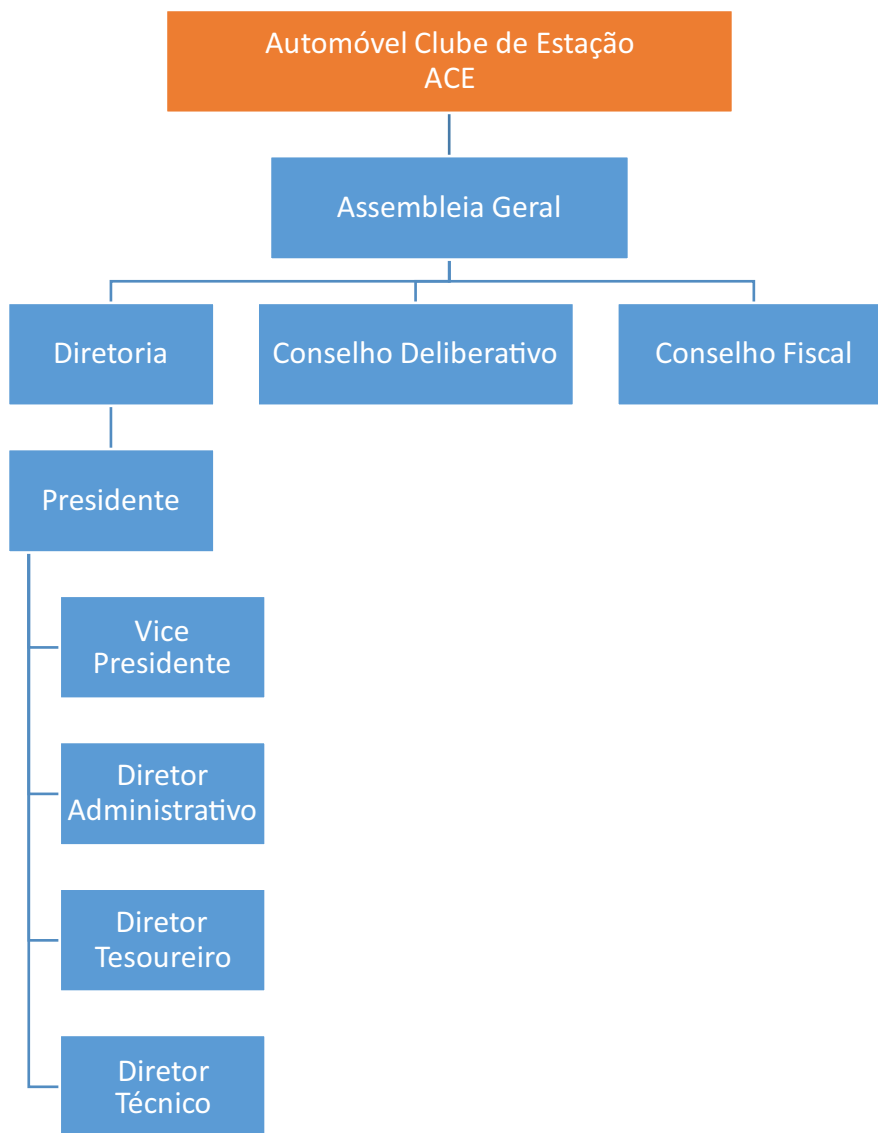 Automóvel Clube de Estação
ACE
Assembleia Geral
Diretoria
Conselho Deliberativo
Conselho Fiscal
Presidente
Vice
Presidente
Diretor
Administrativo
Diretor
Tesoureiro
Diretor
Técnico